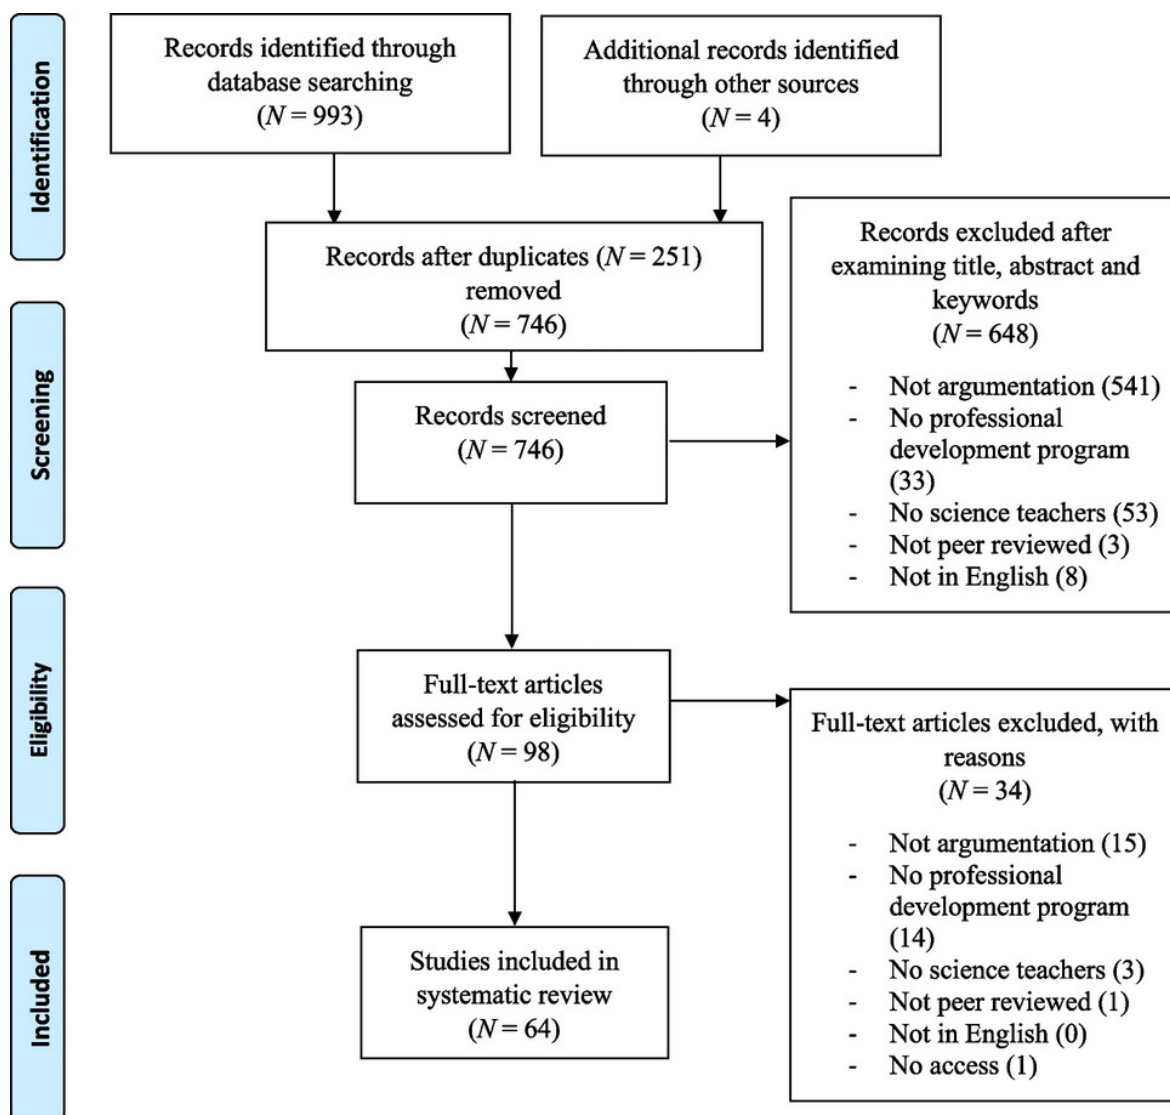 Identification
Records identified through
database searching
(N = 993)
Additional records identified
through other sources
(N = 4)
Records after duplicates (N = 251)
removed
(N = 746)
Screening
Records screened
(N = 746)
Records excluded after
examining title, abstract and
keywords
(N = 648)
- Not argumentation (541)
- No professional
development program
(33)
- No science teachers (53)
- Not peer reviewed (3)
- Not in English (8)
Eligibility
Full-text articles
assessed for eligibility
(N = 98)
Full-text articles excluded, with
reasons
(N = 34)
- Not argumentation (15)
- No professional
development program
(14)
- No science teachers (3)
- Not peer reviewed (1)
- Not in English (0)
- No access (1)
Included
Studies included in
systematic review
(N = 64)